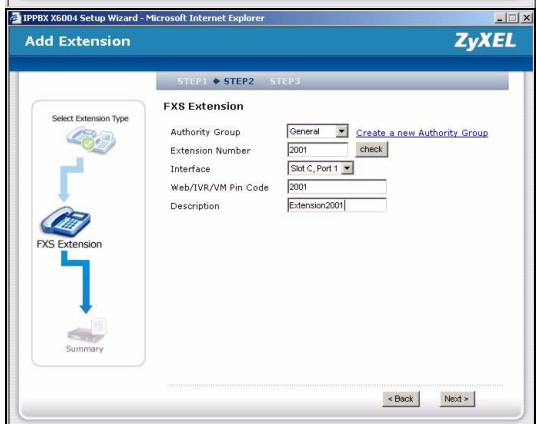 IPPBX X6004 Setup Wizard - Microsoft Internet Explorer
Add Extension
ZyXEL
STEP1 STEP2 STEP3
Select Extension Type
FXS Extension
Summary
FXS Extension
Authority Group General Create a new Authority Group
Extension Number 2001 check
Interface Slot C, Port 1
Web/IVR/VM Pin Code 2001
Description Extension2001
< Back Next >